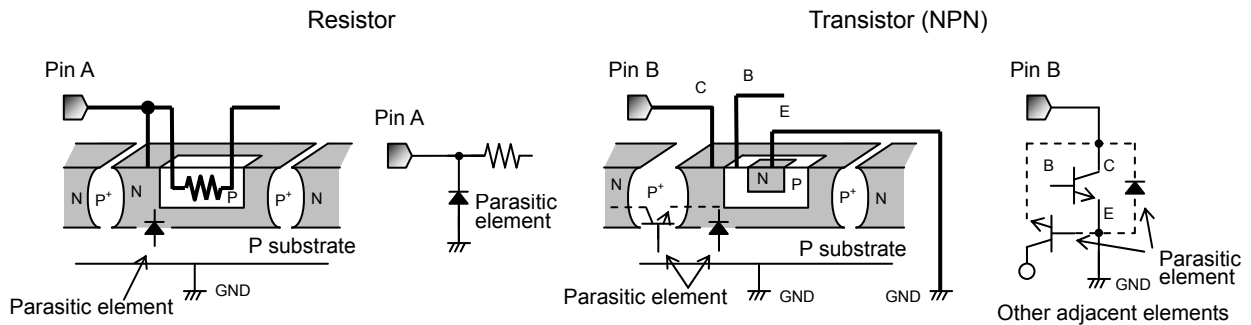 Resistor
Transistor (NPN)
Pin A
Pin A
N
P+
N
P
P+
N
Parasitic
element
P substrate
GND
Parasitic element
Pin B
C
B
E
N
P+
N
P
P+
N
P substrate
Parasitic element
GND
GND
Pin B
B
C
E
GND
Parasitic
element
Other adjacent elements